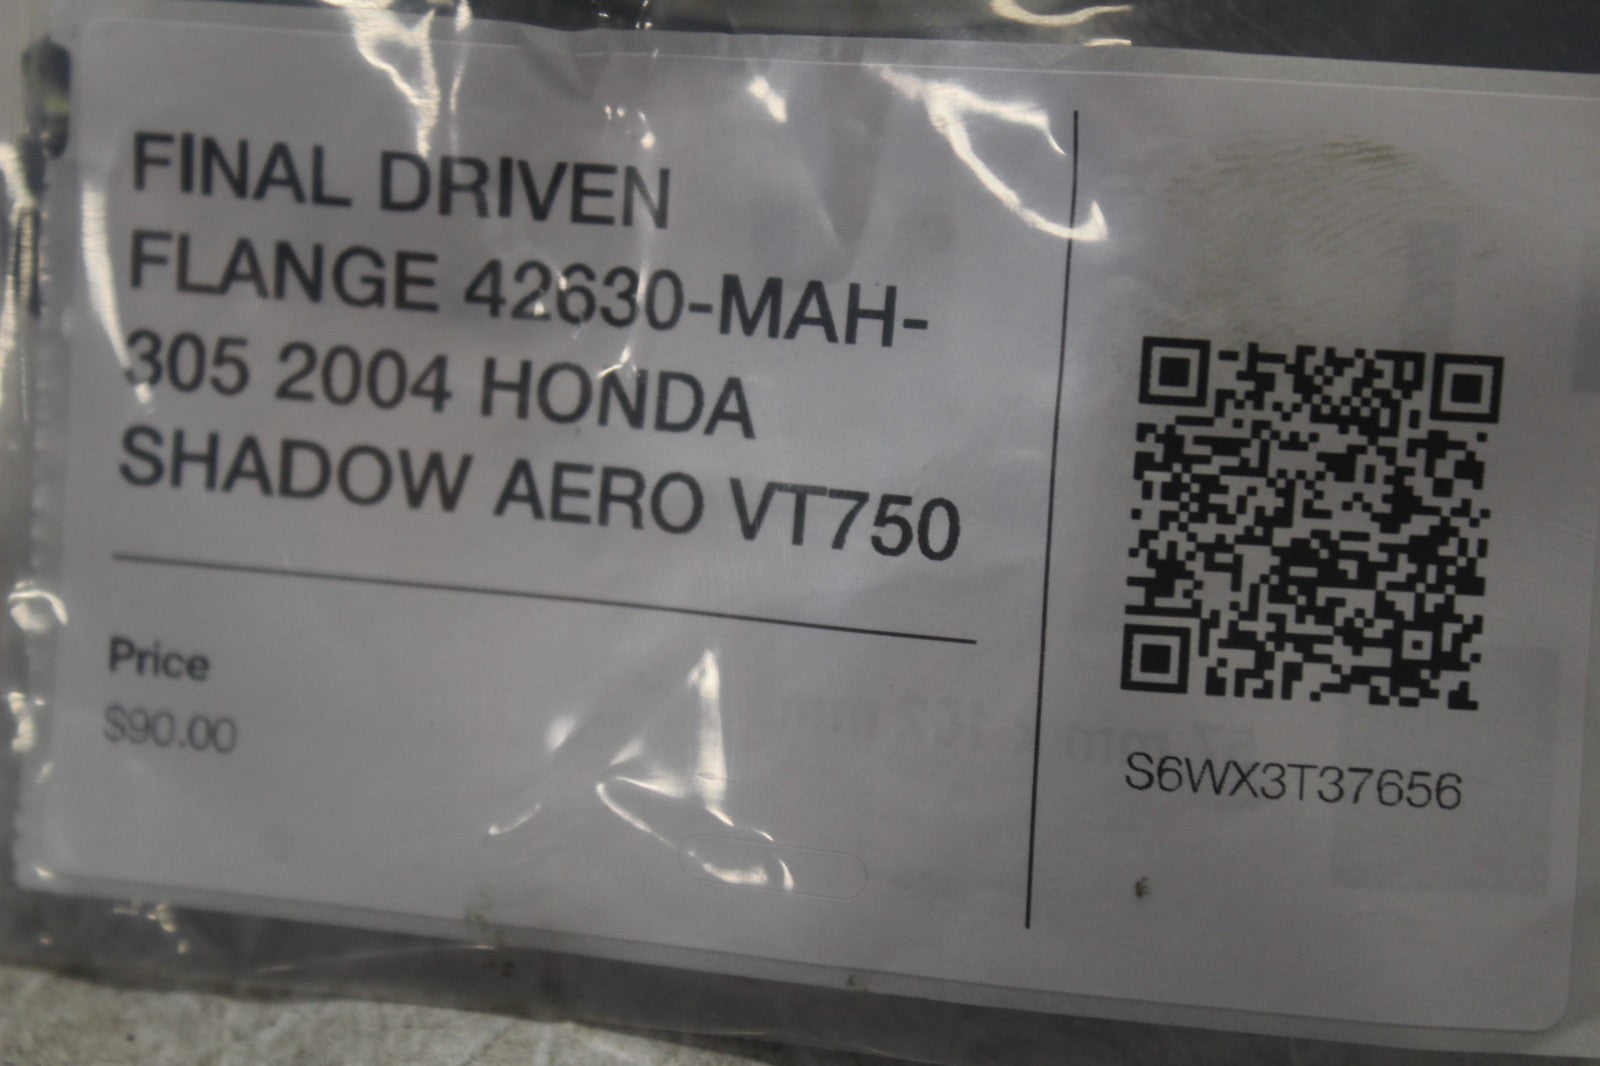 FINAL DRIVEN
FLANGE 42630-MAH-
305 2004 HONDA
SHADOW AERO VT750
Price
$90.00
S6WX3T37656